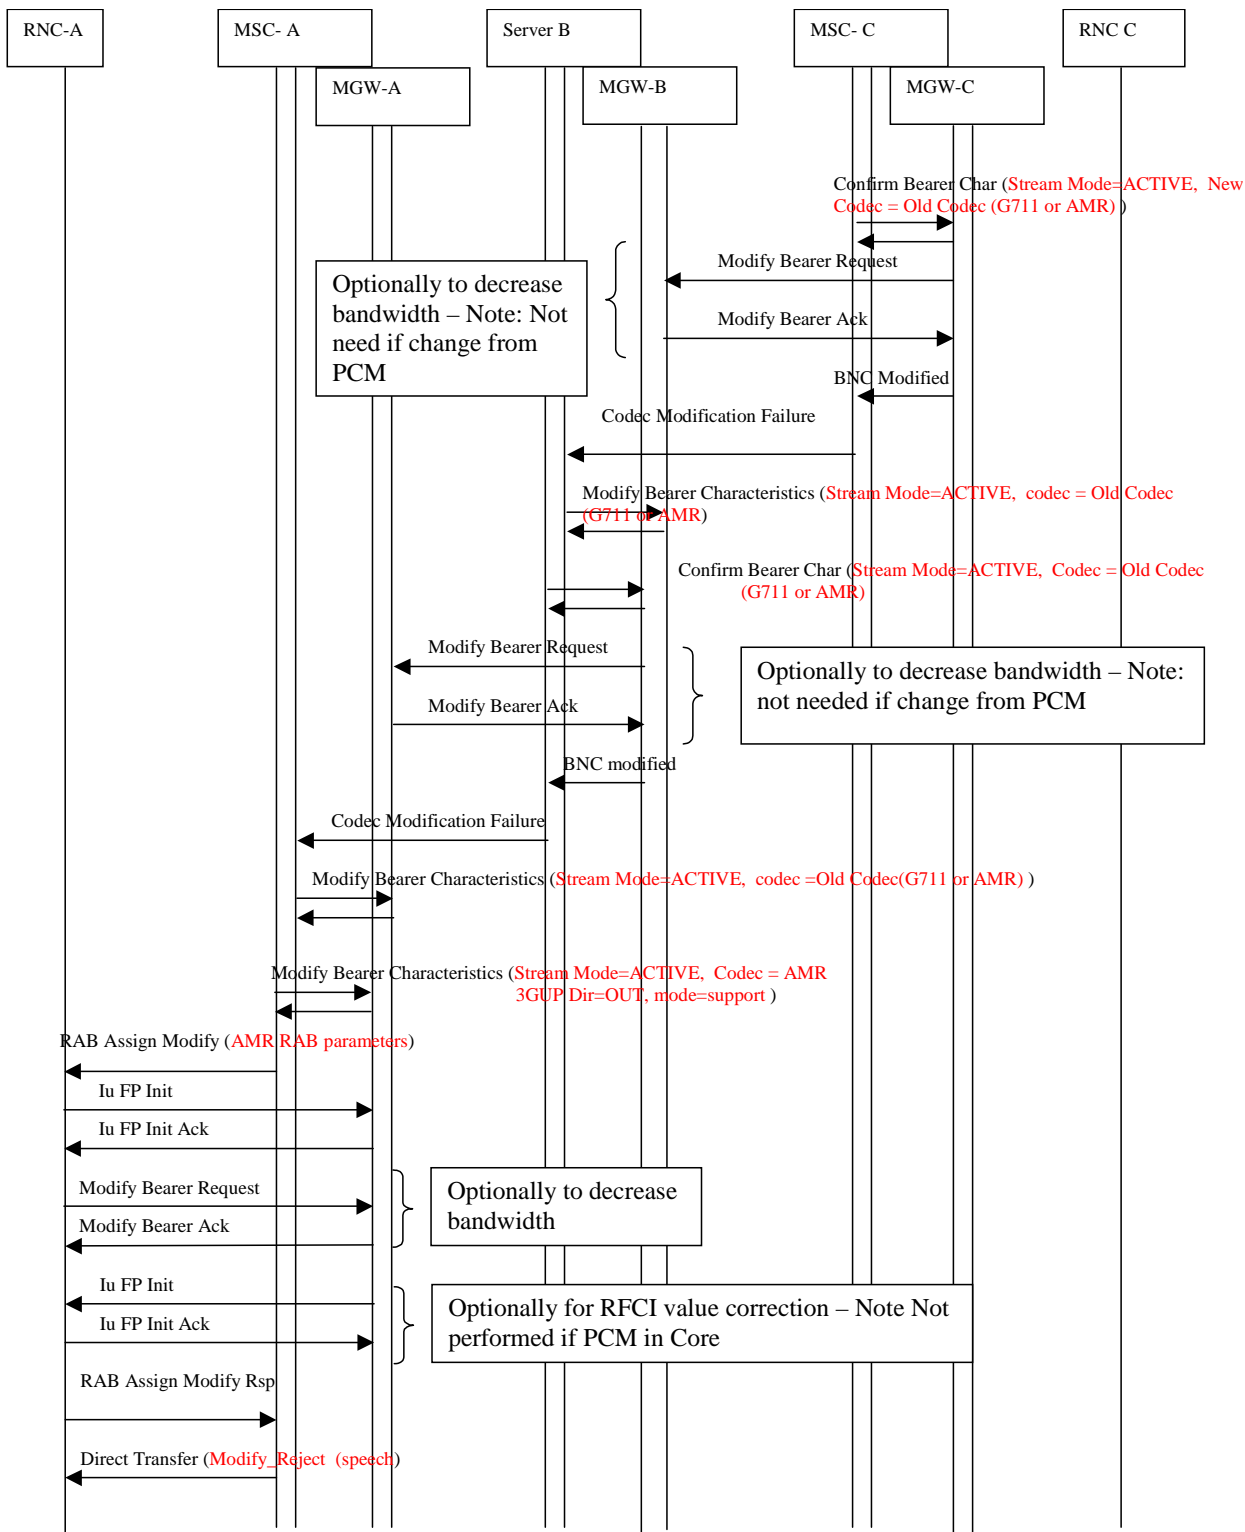 RNC-A
MSC- A
Server B
MSC- C
RNC C
MGW-A
MGW-B
MGW-C
Confirm Bearer Char (Stream Mode=ACTIVE,  New
Codec = Old Codec (G711 or AMR) )
Modify Bearer Request
Optionally to decrease
bandwidth – Note: Not
need if change from
PCM
Modify Bearer Ack
BNC Modified
Codec Modification Failure
Modify Bearer Characteristics (Stream Mode=ACTIVE,  codec = Old Codec
(G711 or AMR)
Confirm Bearer Char (Stream Mode=ACTIVE,  Codec = Old Codec
(G711 or AMR)
Modify Bearer Request
Optionally to decrease bandwidth – Note:
not needed if change from PCM
Modify Bearer Ack
BNC modified
Codec Modification Failure
Modify Bearer Characteristics (Stream Mode=ACTIVE,  codec =Old Codec(G711 or AMR) )
Modify Bearer Characteristics (Stream Mode=ACTIVE,  Codec = AMR
3GUP Dir=OUT, mode=support )
RAB Assign Modify (AMR RAB parameters)
Iu FP Init
Iu FP Init Ack
Modify Bearer Request
Optionally to decrease
bandwidth
Modify Bearer Ack
Iu FP Init
Optionally for RFCI value correction – Note Not
performed if PCM in Core
Iu FP Init Ack
RAB Assign Modify Rsp
Direct Transfer (Modify_Reject  (speech)